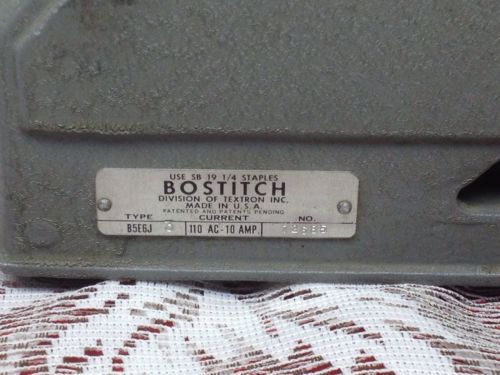 USE SB 19 1/4 STAPLES
BOSTITCH
DIVISION OF TEXTRON INC.
MADE IN U.S.A.
PATENTED AND PATENTS PENDING
TYPE CURRENT NO.
B5E6J 2 110 AC-10 AMP.